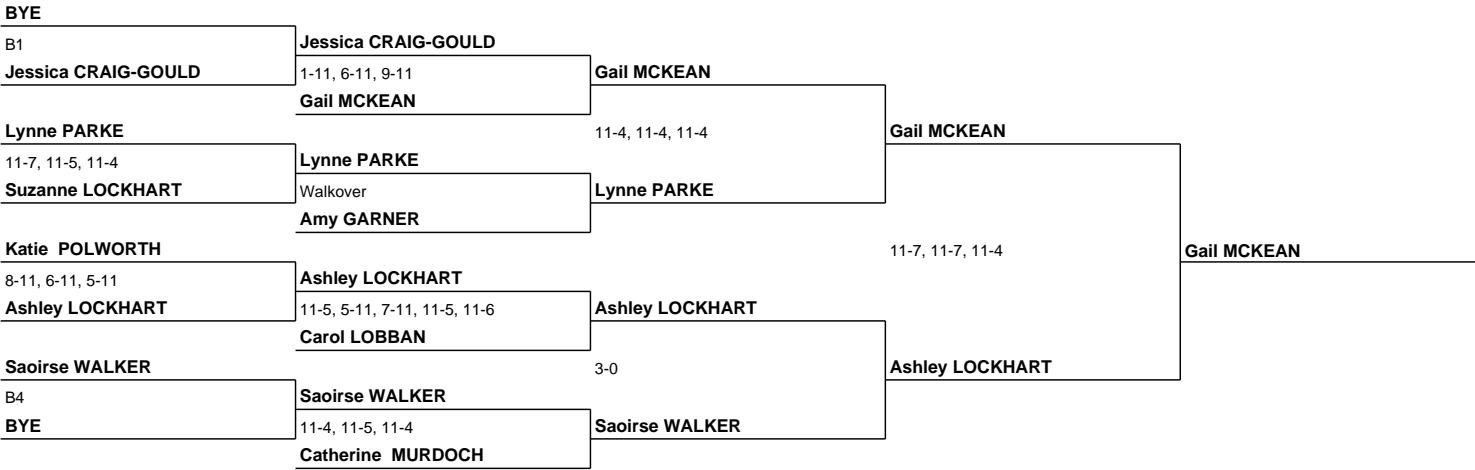 BYE
B1
Jessica CRAIG-GOULD
Jessica CRAIG-GOULD
1-11, 6-11, 9-11
Gail MCKEAN
Gail MCKEAN
Lynne PARKE
11-4, 11-4, 11-4
Gail MCKEAN
11-7, 11-5, 11-4
Lynne PARKE
Suzanne LOCKHART
Walkover
Lynne PARKE
Amy GARNER
Katie POLWORTH
11-7, 11-7, 11-4
Gail MCKEAN
8-11, 6-11, 5-11
Ashley LOCKHART
Ashley LOCKHART
11-5, 5-11, 7-11, 11-5, 11-6
Ashley LOCKHART
Carol LOBBAN
Saoirse WALKER
3-0
Ashley LOCKHART
B4
Saoirse WALKER
BYE
11-4, 11-5, 11-4
Saoirse WALKER
Catherine MURDOCH